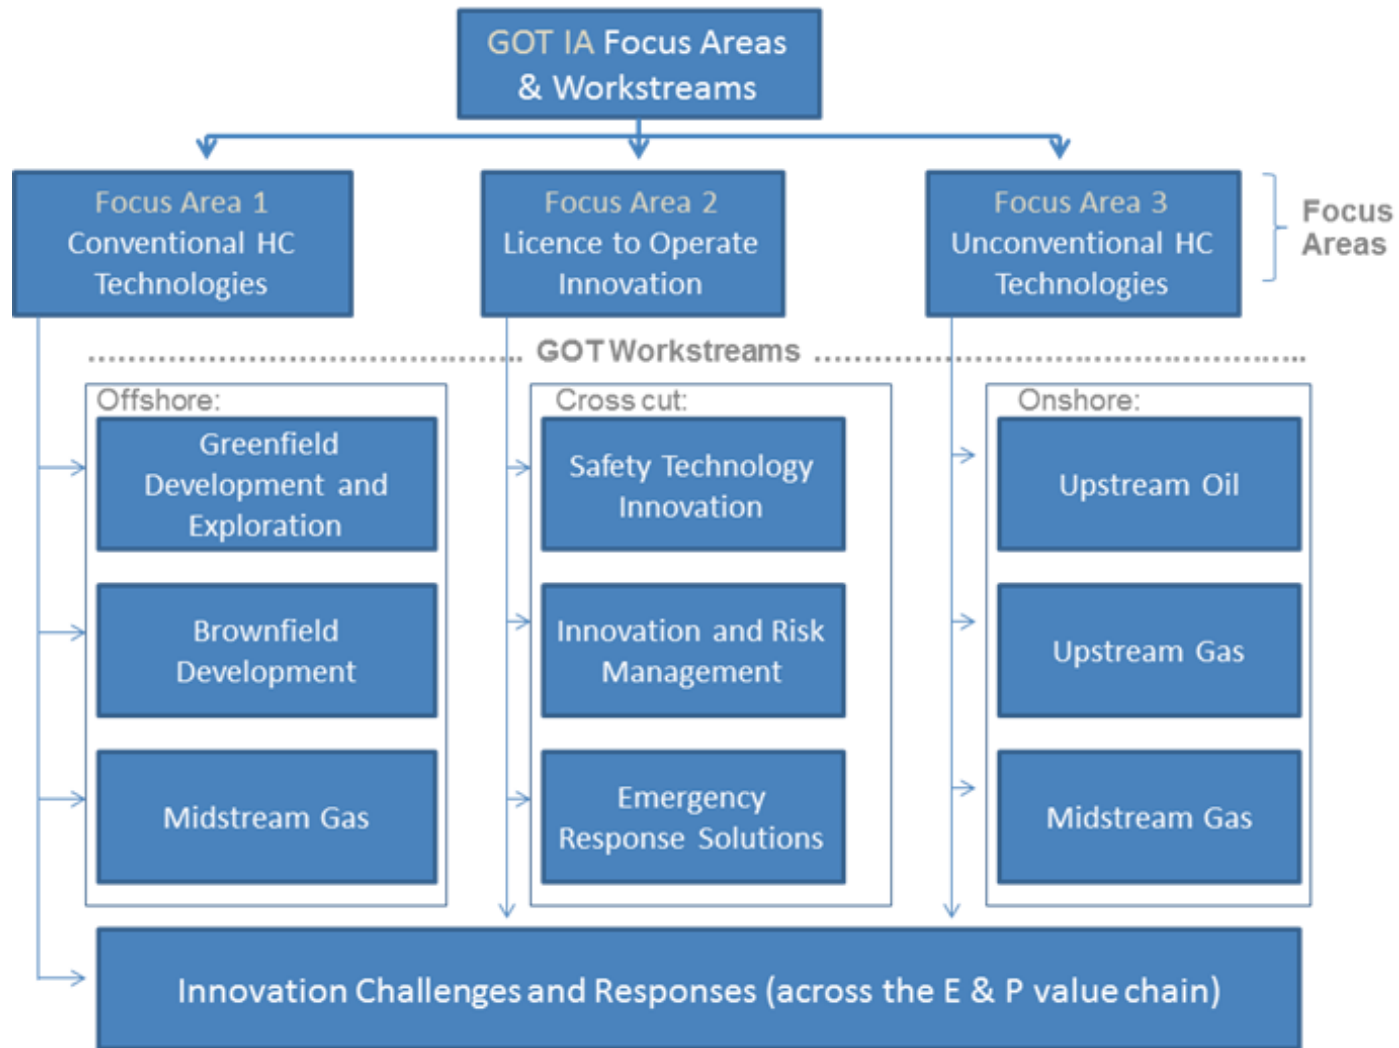 GOT IA Focus Areas
& Workstreams
Focus Area 1
Conventional HC
Technologies
Focus Area 2
Licence to Operate
Innovation
Focus Area 3
Unconventional HC
Technologies
Focus
Areas
GOT Workstreams
Offshore:
Greenfield
Development and
Exploration
Brownfield
Development
Midstream Gas
Cross cut:
Safety Technology
Innovation
Innovation and Risk
Management
Emergency
Response Solutions
Onshore:
Upstream Oil
Upstream Gas
Midstream Gas
Innovation Challenges and Responses (across the E & P value chain)